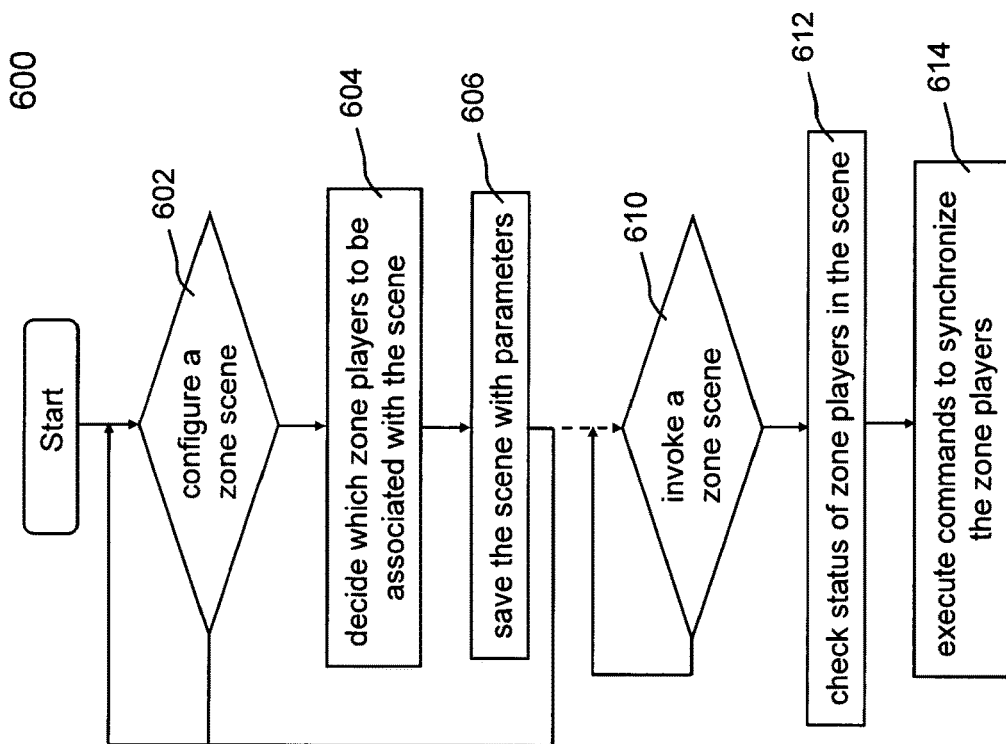 600
Start
602
configure a
zone scene
604
decide which zone players to be
associated with the scene
606
save the scene with parameters
610
invoke a
zone scene
612
check status of zone players in the scene
614
execute commands to synchronize
the zone players